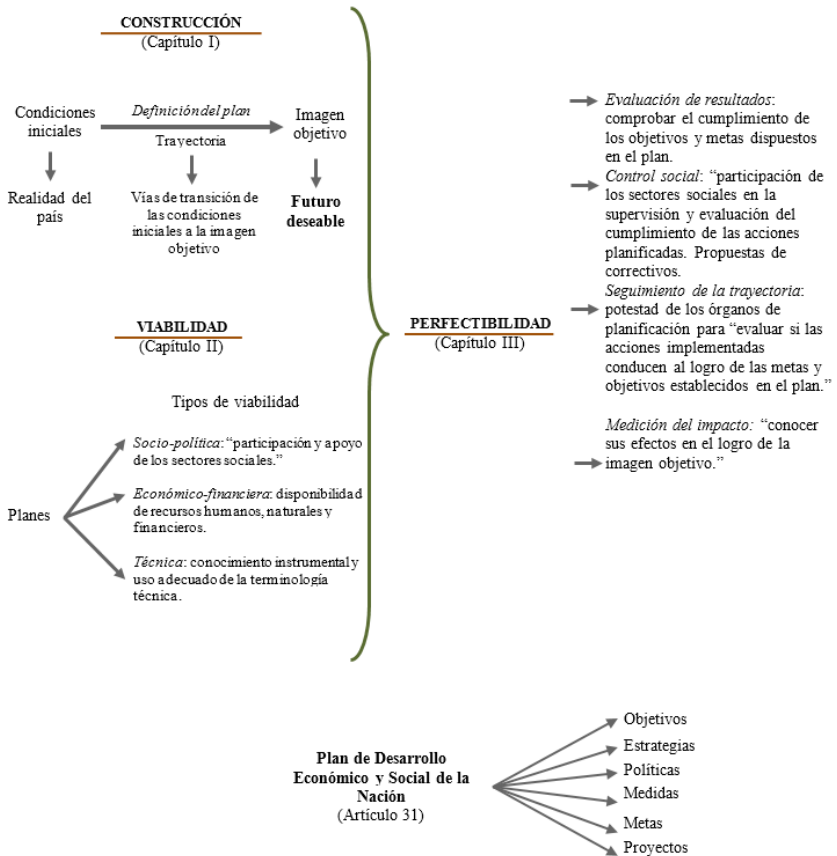 CONSTRUCCIÓN
(Capítulo I)
Condiciones
iniciales
Definición del plan
Trayectoria
Imagen
objetivo
Realidad del
país
Vías de transición de
las condiciones
iniciales a la imagen
objetivo
Futuro
deseable
VIABILIDAD
(Capítulo II)
Tipos de viabilidad
Planes
Socio-política: “participación y apoyo
de los sectores sociales.”
Económico-financiera: disponibilidad
de recursos humanos, naturales y
financieros.
Técnica: conocimiento instrumental y
uso adecuado de la terminología
técnica.
PERFECTIBILIDAD
(Capítulo III)
Evaluación de resultados:
comprobar el cumplimiento de
los objetivos y metas dispuestos
en el plan.
Control social: “participación de
los sectores sociales en la
supervisión y evaluación del
cumplimiento de las acciones
planificadas. Propuestas de
correctivos.
Seguimiento de la trayectoria:
potestad de los órganos de
planificación para “evaluar si las
acciones implementadas
conducen al logro de las metas y
objetivos establecidos en el plan.”
Medición del impacto: “conocer
sus efectos en el logro de la
imagen objetivo.”
Plan de Desarrollo
Económico y Social de la
Nación
(Artículo 31)
Objetivos
Estrategias
Políticas
Medidas
Metas
Proyectos